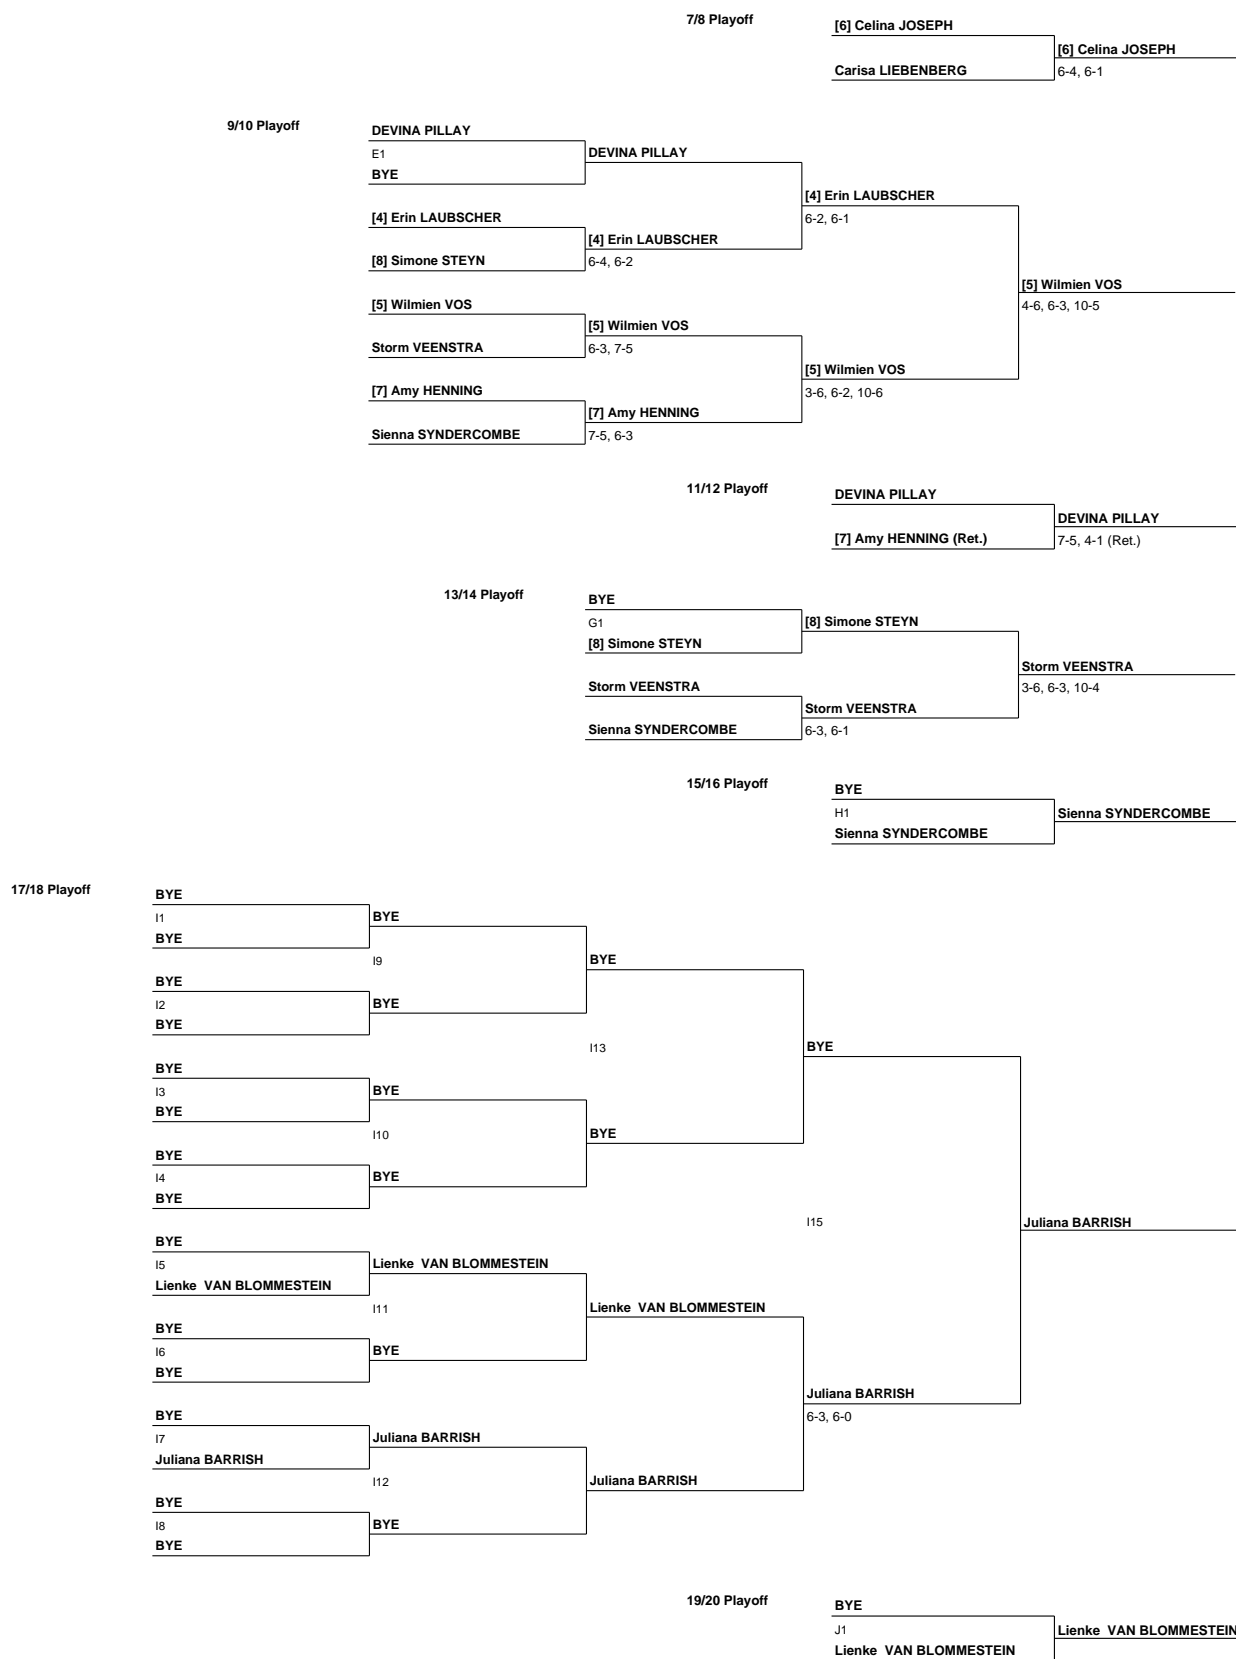 7/8 Playoff
[6] Celina JOSEPH
[6] Celina JOSEPH
Carisa LIEBENBERG
6-4, 6-1
9/10 Playoff
DEVINA PILLAY
E1
DEVINA PILLAY
BYE
[4] Erin LAUBSCHER
[4] Erin LAUBSCHER
6-2, 6-1
[4] Erin LAUBSCHER
[8] Simone STEYN
6-4, 6-2
[5] Wilmien VOS
[5] Wilmien VOS
4-6, 6-3, 10-5
[5] Wilmien VOS
Storm VEENSTRA
6-3, 7-5
[5] Wilmien VOS
[7] Amy HENNING
3-6, 6-2, 10-6
[7] Amy HENNING
Sienna SYNDERCOMBE
7-5, 6-3
11/12 Playoff
DEVINA PILLAY
DEVINA PILLAY
[7] Amy HENNING (Ret.)
7-5, 4-1 (Ret.)
13/14 Playoff
BYE
G1
[8] Simone STEYN
[8] Simone STEYN
Storm VEENSTRA
Storm VEENSTRA
3-6, 6-3, 10-4
Storm VEENSTRA
Sienna SYNDERCOMBE
6-3, 6-1
15/16 Playoff
BYE
H1
Sienna SYNDERCOMBE
Sienna SYNDERCOMBE
17/18 Playoff
BYE
I1
BYE
BYE
I9
BYE
BYE
I2
BYE
BYE
I13
BYE
BYE
I3
BYE
BYE
I10
BYE
BYE
I4
BYE
BYE
I15
Juliana BARRISH
BYE
I5
Lienke VAN BLOMMESTEIN
Lienke VAN BLOMMESTEIN
I11
Lienke VAN BLOMMESTEIN
BYE
I6
BYE
BYE
Juliana BARRISH
6-3, 6-0
BYE
I7
Juliana BARRISH
Juliana BARRISH
I12
Juliana BARRISH
BYE
I8
BYE
BYE
19/20 Playoff
BYE
J1
Lienke VAN BLOMMESTEIN
Lienke VAN BLOMMESTEIN